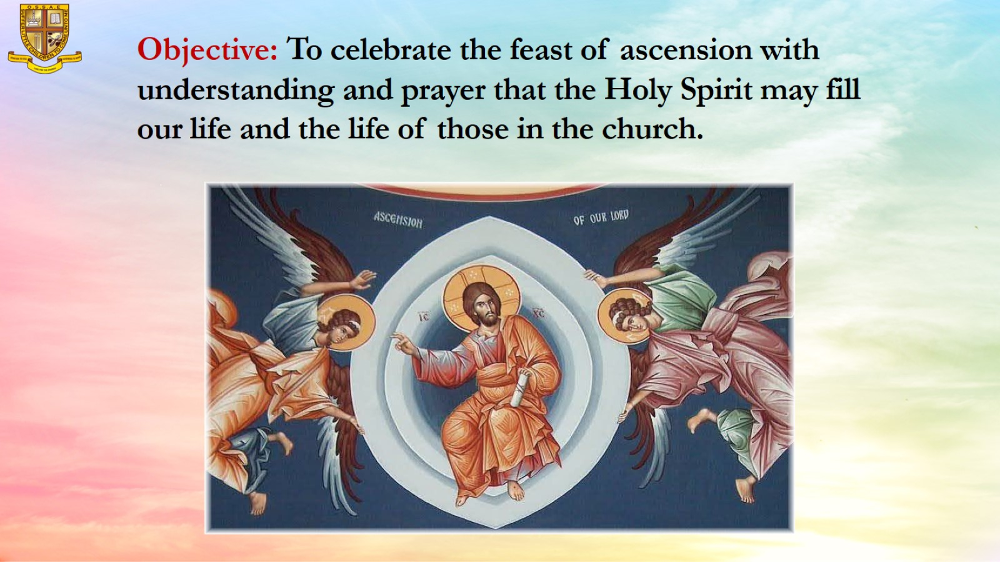 O.S.S.A.E
SUFFER LITTLE CHILDREN TO COME UNTO ME
Objective: To celebrate the feast of ascension with
understanding and prayer that the Holy Spirit may fill
our life and the life of those in the church.
ASCENSION
OF OUR LORD
IC
XC